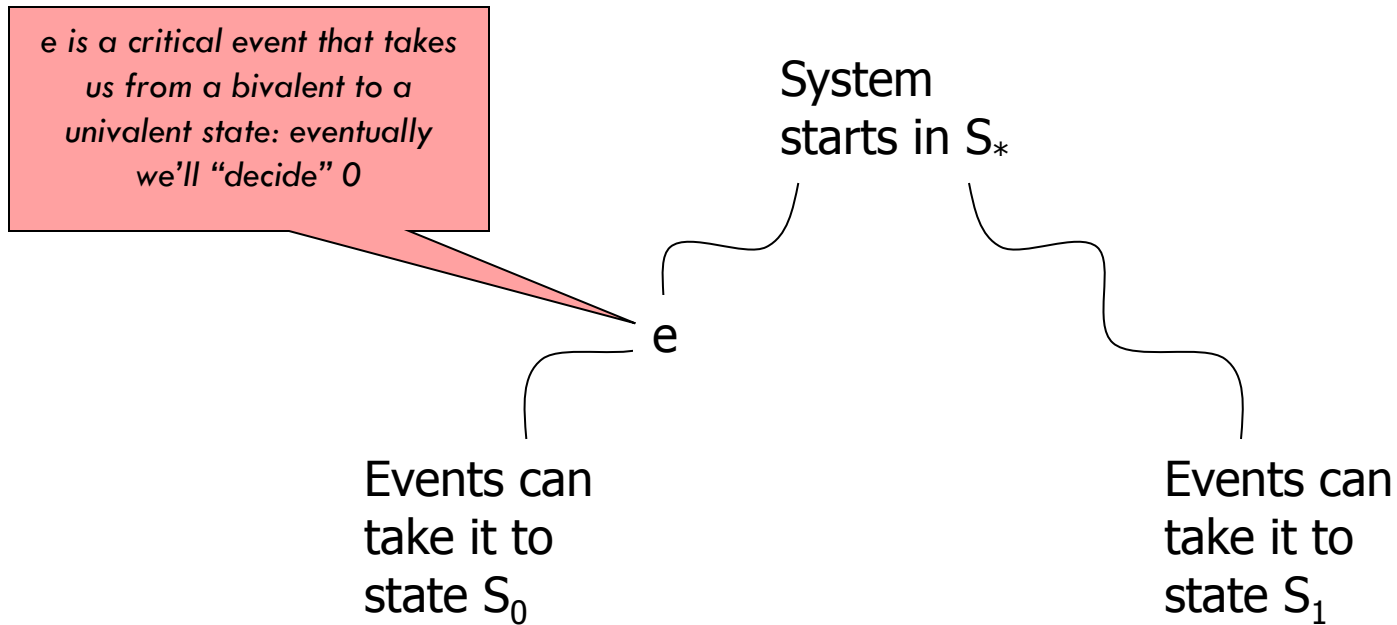 e is a critical event that takes
us from a bivalent to a
univalent state: eventually
we’ll “decide” 0
System
starts in S*
e
Events can
take it to
state S0
Events can
take it to
state S1